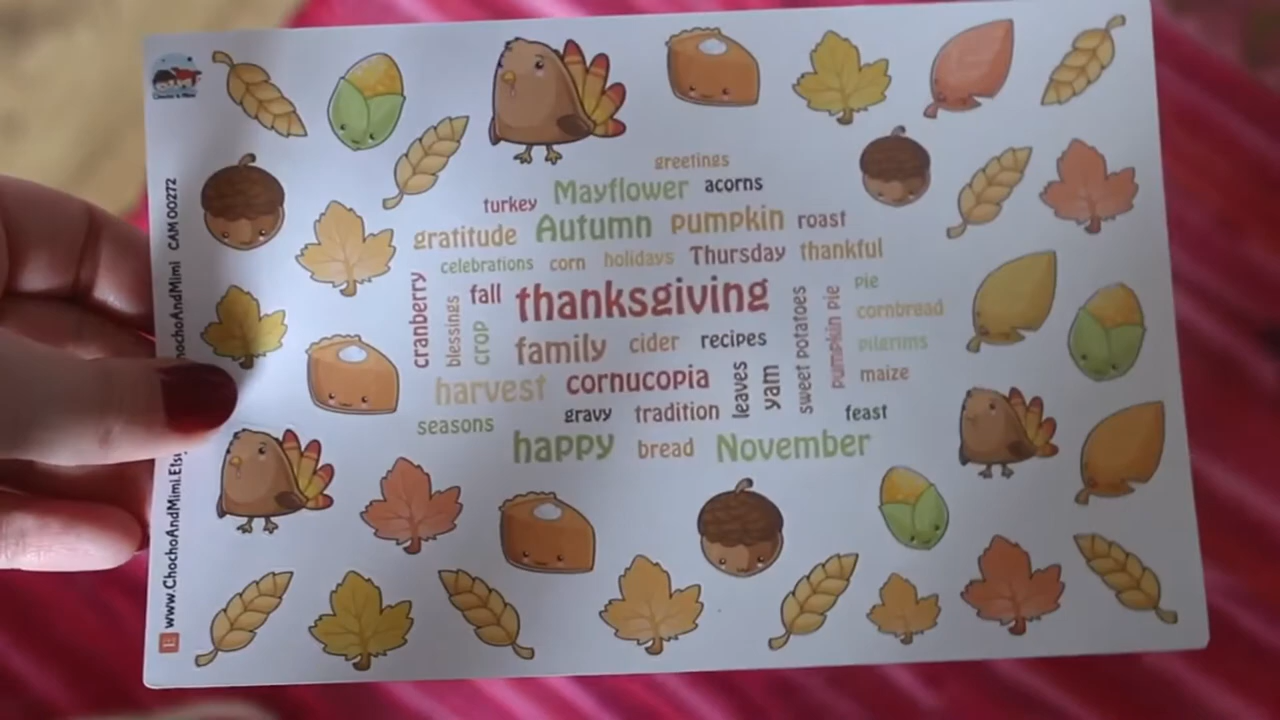 greetings
Mayflower acorns
turkey
gratitude Autumn pumpkin roast
celebrations corn holidays Thursday thankful
cranberry
blessings
crop
fall thanksgiving
family cider recipes
sweet potatoes
pumpkin pie
pie
cornbread
pilgrims
maize
harvest cornucopia
leaves
yam
seasons
gravy tradition
feast
happy bread November
www.ChochoAndMimi.Ets
hochoAndMimi CAM 00272